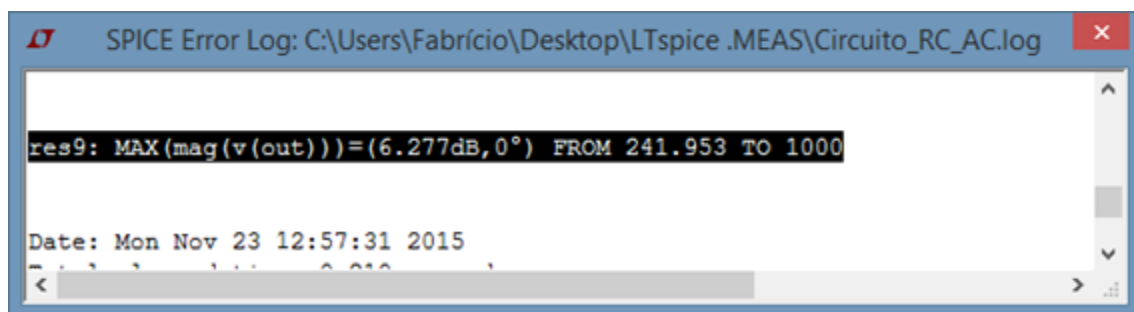 SPICE Error Log: C:\Users\Fabrício\Desktop\LTspice .MEAS\Circuito_RC_AC.log
res9: MAX(mag(v(out)))=(6.277dB,0°) FROM 241.953 TO 1000
Date: Mon Nov 23 12:57:31 2015